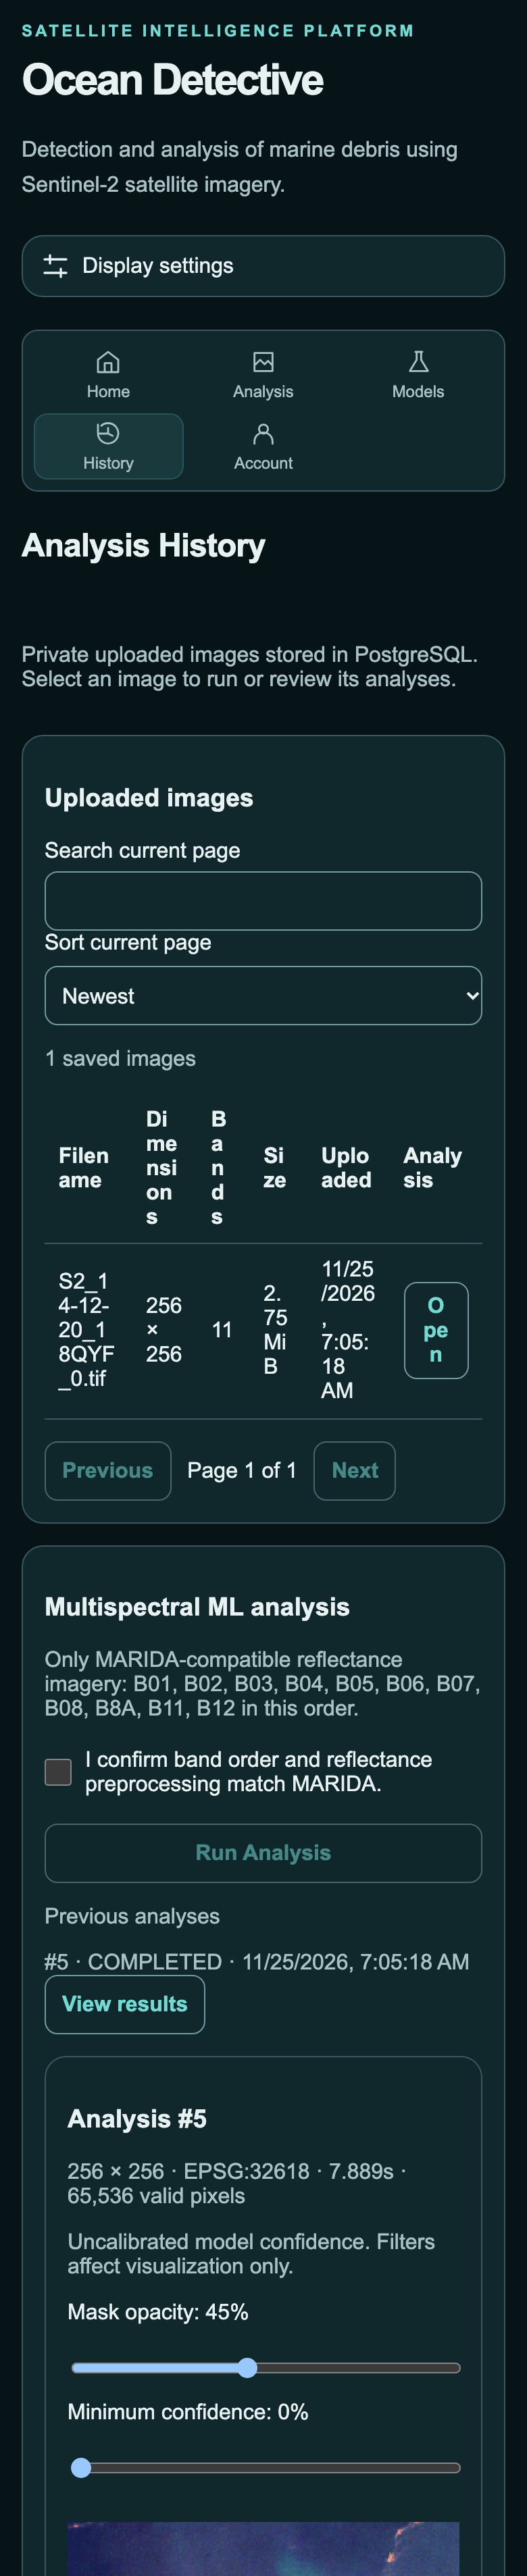 SATELLITE INTELLIGENCE PLATFORM
Ocean Detective
Detection and analysis of marine debris using
Sentinel-2 satellite imagery.
Display settings
Home
Analysis
Models
History
Account
Analysis History
Private uploaded images stored in PostgreSQL.
Select an image to run or review its analyses.
Uploaded images
Search current page
Sort current page
Newest
1 saved images
Filen
ame
Di
me
nsi
on
s
B
a
n
d
s
Si
ze
Uplo
aded
Analy
sis
S2_1
4-12-
20_1
8QYF
_0.tif
256
×
256
11
2.
75
Mi
B
11/25
/2026
,
7:05:
18
AM
O
pe
n
Previous
Page 1 of 1
Next
Multispectral ML analysis
Only MARIDA-compatible reflectance
imagery: B01, B02, B03, B04, B05, B06, B07,
B08, B8A, B11, B12 in this order.
I confirm band order and reflectance
preprocessing match MARIDA.
Run Analysis
Previous analyses
#5 · COMPLETED · 11/25/2026, 7:05:18 AM
View results
Analysis #5
256 × 256 · EPSG:32618 · 7.889s ·
65,536 valid pixels
Uncalibrated model confidence. Filters
affect visualization only.
Mask opacity: 45%
Minimum confidence: 0%